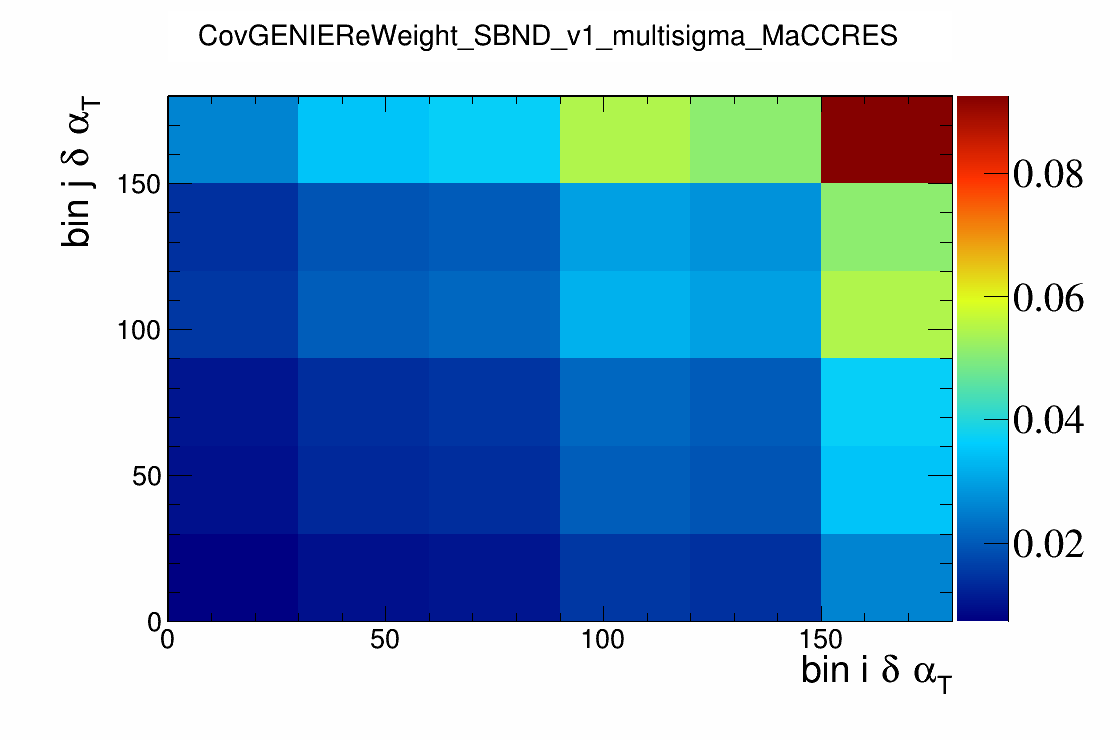 CovGENIEReWeight_SBND_v1_multisigma_MaCCRES
bin j δ α_T
150
100
50
0
0 50 100 150
bin i δ α_T
0.08
0.06
0.04
0.02